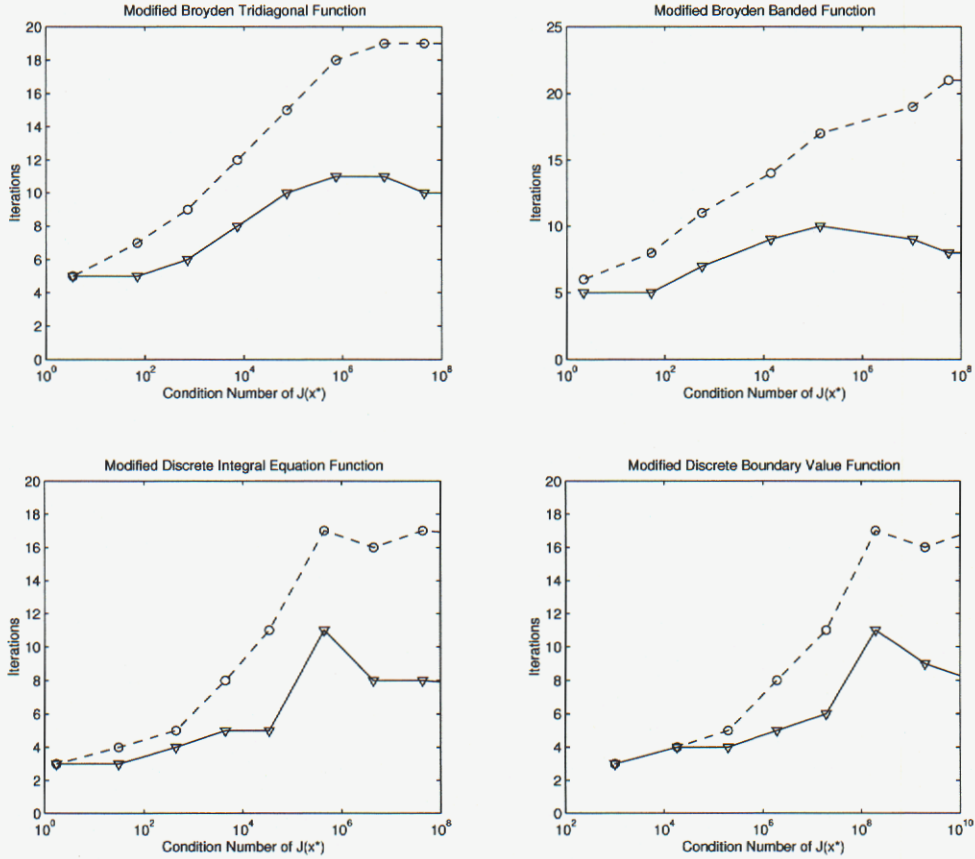 Modified Broyden Tridiagonal Function
20
18
16
14
12
10
8
6
4
2
0
Iterations
10^0 10^2 10^4 10^6 10^8
Condition Number of J(x*)
Modified Broyden Banded Function
25
20
15
10
5
0
Iterations
10^0 10^2 10^4 10^6 10^8
Condition Number of J(x*)
Modified Discrete Integral Equation Function
20
18
16
14
12
10
8
6
4
2
0
Iterations
10^0 10^2 10^4 10^6 10^8
Condition Number of J(x*)
Modified Discrete Boundary Value Function
20
18
16
14
12
10
8
6
4
2
0
Iterations
10^2 10^4 10^6 10^8 10^10
Condition Number of J(x*)